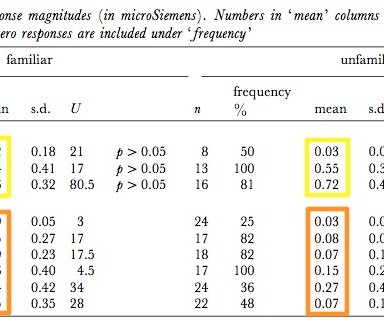 onse magnitudes (in microSiemens). Numbers in 'mean' columns
ero responses are included under 'frequency'
familiar unfamil
frequency
n s.d. U n % mean s.d
0.18 21 p > 0.05 8 50 0.03 0.0
0.41 17 p > 0.05 13 100 0.55 0.3
0.32 80.5 p > 0.05 16 81 0.72 0.4
0.05 3 24 25 0.03 0.0
0.27 17 17 82 0.08 0.0
0.23 17.5 18 82 0.07 0.1
0.40 4.5 17 100 0.15 0.2
0.42 34 24 36 0.27 0.4
0.35 28 22 48 0.07 0.1